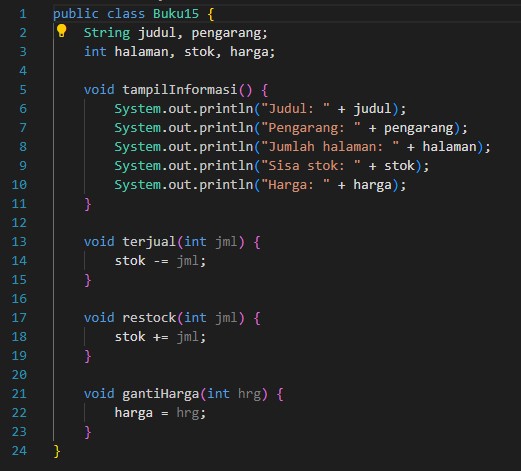 1 public class Buku15 {
2 String judul, pengarang;
3 int halaman, stok, harga;
4
5 void tampilInformasi() {
6 System.out.println("Judul: " + judul);
7 System.out.println("Pengarang: " + pengarang);
8 System.out.println("Jumlah halaman: " + halaman);
9 System.out.println("Sisa stok: " + stok);
10 System.out.println("Harga: " + harga);
11 }
12
13 void terjual(int jml) {
14 stok -= jml;
15 }
16
17 void restock(int jml) {
18 stok += jml;
19 }
20
21 void gantiHarga(int hrg) {
22 harga = hrg;
23 }
24 }